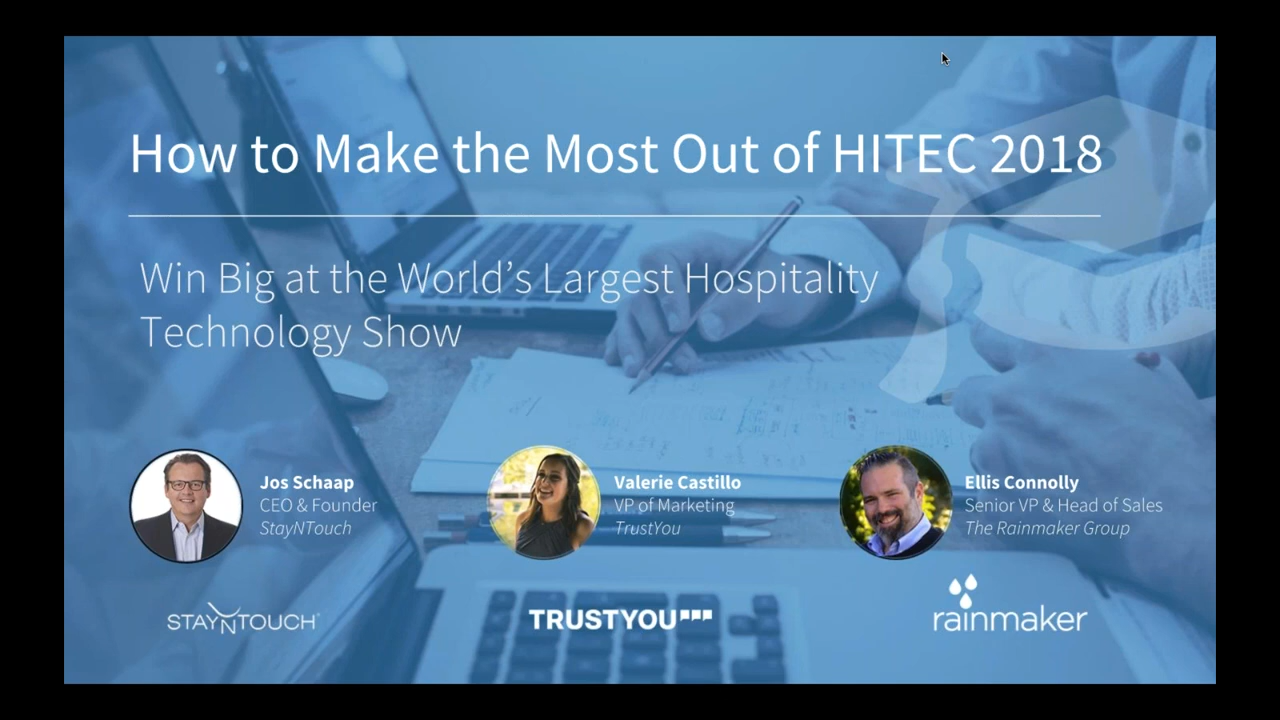 How to Make the Most Out of HITEC 2018
Win Big at the World's Largest Hospitality
Technology Show
Jos Schaap
CEO & Founder
StayNTouch
Valerie Castillo
VP of Marketing
TrustYou
Ellis Connolly
Senior VP & Head of Sales
The Rainmaker Group
STAYNTOUCH
TRUSTYOU
rainmaker